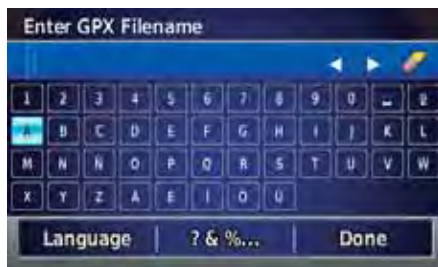 Enter GPX Filename
1 2 3 4 5 6 7 8 9 0 _
A B C D E F G H I J K L
M N Ñ O P Q R S T U V W
X Y Z
Language ? & %... Done